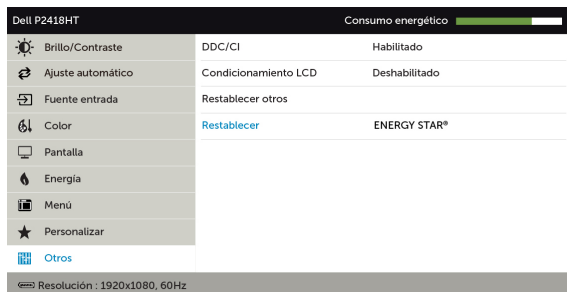 Dell P2418HT
Consumo energético
Brillo/Contraste
DDC/CI
Habilitado
Ajuste automático
Condicionamiento LCD
Deshabilitado
Fuente entrada
Restablecer otros
Color
Restablecer
ENERGY STAR®
Pantalla
Energía
Menú
Personalizar
Otros
Resolución : 1920x1080, 60Hz